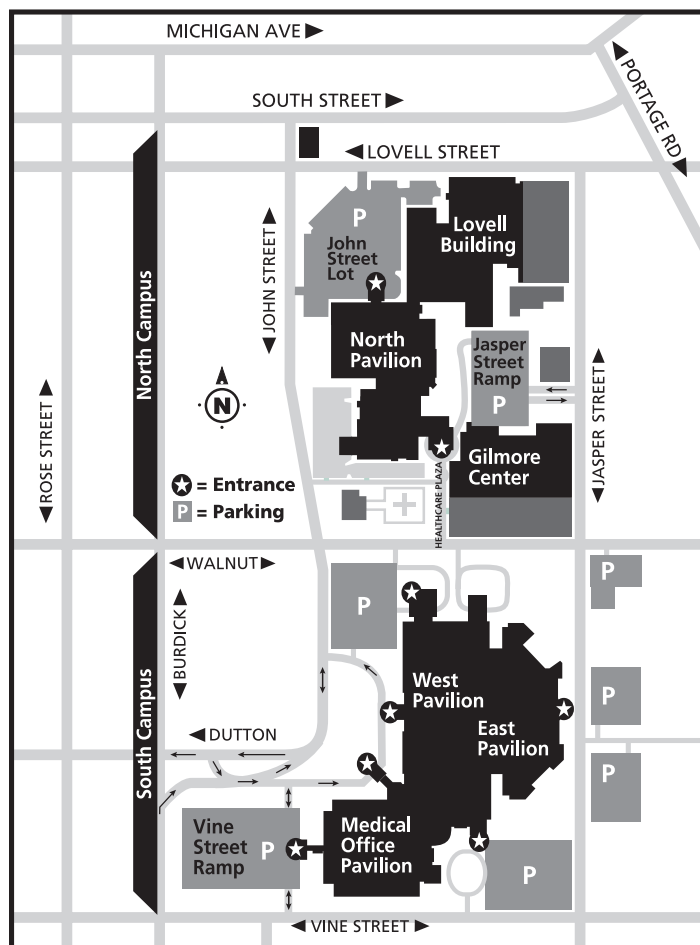 MICHIGAN AVE
PORTAGE RD
SOUTH STREET
LOVELL STREET
P
John
Street
Lot
Lovell
Building
JOHN STREET
North Campus
North
Pavilion
Jasper
Street
Ramp
P
ROSE STREET
N
JASPER STREET
Gilmore
Center
HEALTHCARE PLAZA
= Entrance
P = Parking
WALNUT
P
P
BURDICK
South Campus
West
Pavilion
P
East
Pavilion
DUTTON
P
Vine
Street
Ramp
P
Medical
Office
Pavilion
P
VINE STREET